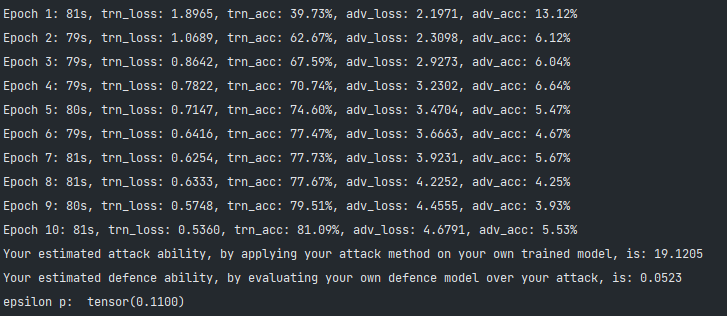 Epoch 1: 81s, trn_loss: 1.8965, trn_acc: 39.73%, adv_loss: 2.1971, adv_acc: 13.12%
Epoch 2: 79s, trn_loss: 1.0689, trn_acc: 62.67%, adv_loss: 2.3098, adv_acc: 6.12%
Epoch 3: 79s, trn_loss: 0.8642, trn_acc: 67.59%, adv_loss: 2.9273, adv_acc: 6.04%
Epoch 4: 79s, trn_loss: 0.7822, trn_acc: 70.74%, adv_loss: 3.2302, adv_acc: 6.64%
Epoch 5: 80s, trn_loss: 0.7147, trn_acc: 74.60%, adv_loss: 3.4704, adv_acc: 5.47%
Epoch 6: 79s, trn_loss: 0.6416, trn_acc: 77.47%, adv_loss: 3.6663, adv_acc: 4.67%
Epoch 7: 81s, trn_loss: 0.6254, trn_acc: 77.73%, adv_loss: 3.9231, adv_acc: 5.67%
Epoch 8: 81s, trn_loss: 0.6333, trn_acc: 77.67%, adv_loss: 4.2252, adv_acc: 4.25%
Epoch 9: 80s, trn_loss: 0.5748, trn_acc: 79.51%, adv_loss: 4.4555, adv_acc: 3.93%
Epoch 10: 81s, trn_loss: 0.5360, trn_acc: 81.09%, adv_loss: 4.6791, adv_acc: 5.53%
Your estimated attack ability, by applying your attack method on your own trained model, is: 19.1205
Your estimated defence ability, by evaluating your own defence model over your attack, is: 0.0523
epsilon p:  tensor(0.1100)